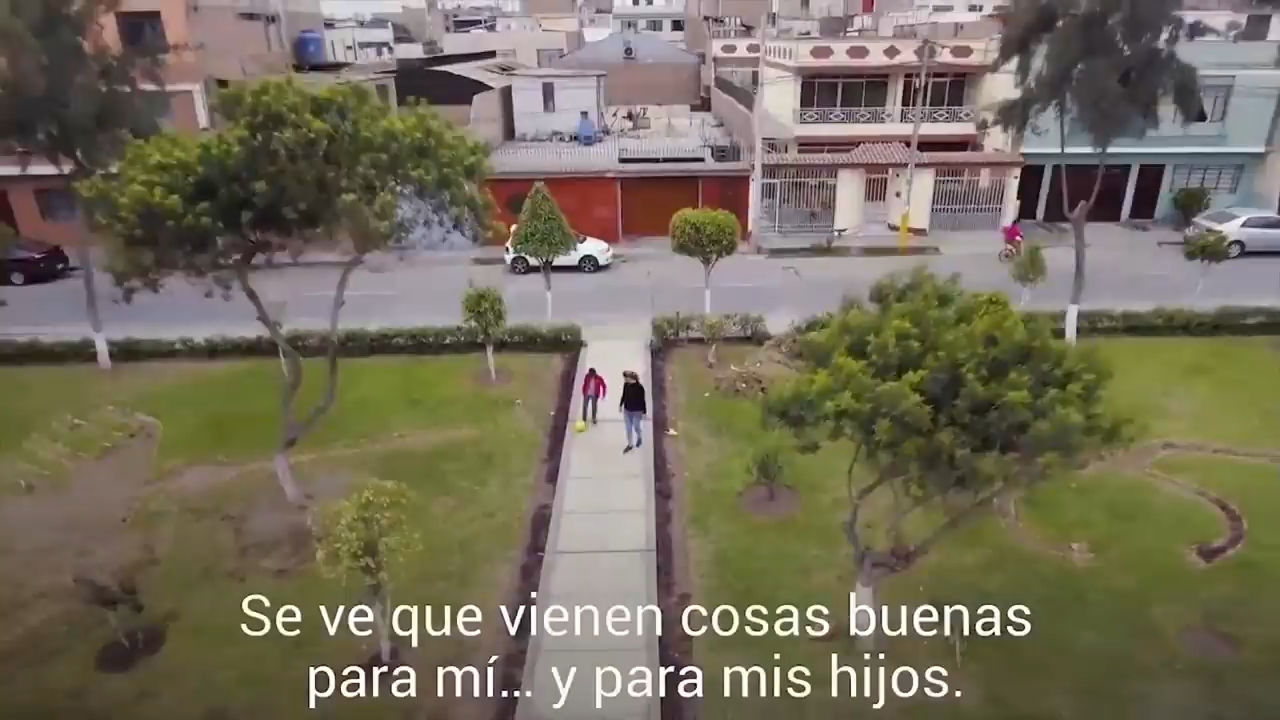 Se ve que vienen cosas buenas
para mí... y para mis hijos.